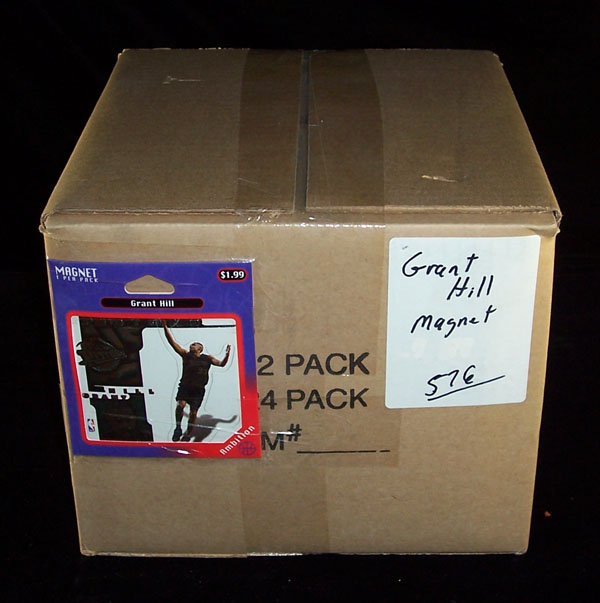 MAGNET
1 PER PACK
$1.99
Grant Hill
Ambition
Grant
Hill
Magnet
576
2 PACK
4 PACK
M#